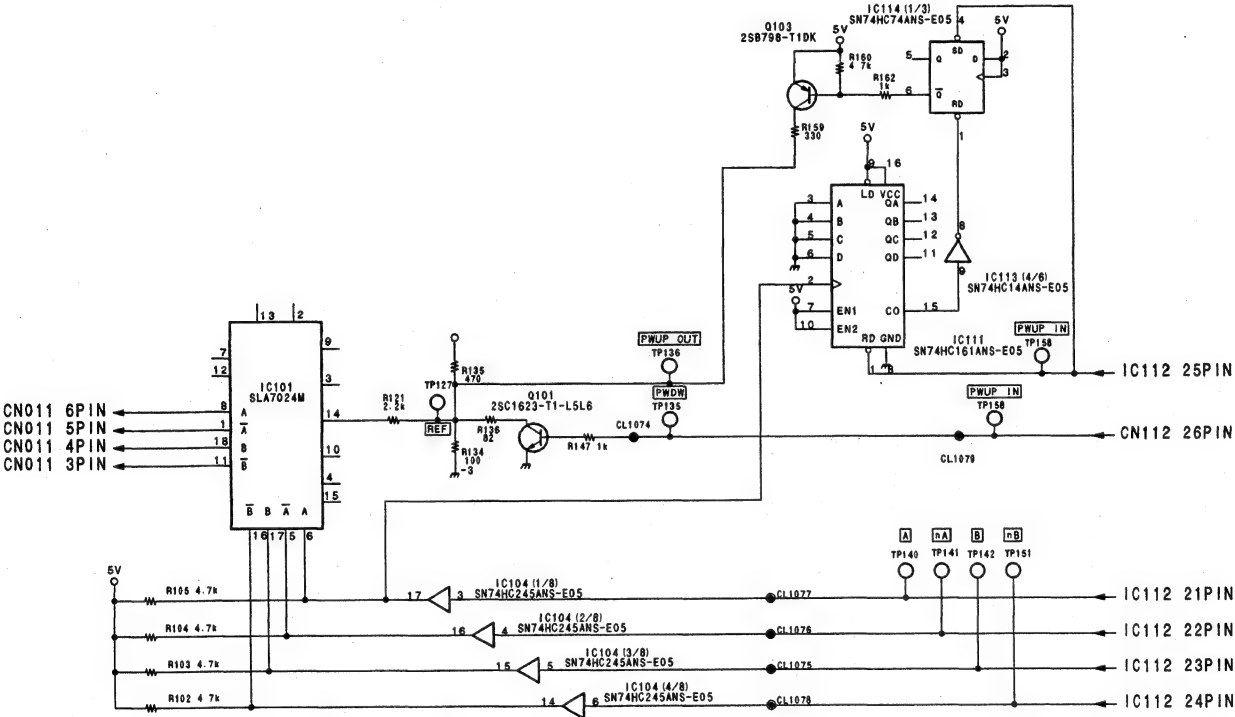 IC114 (1/3)
SN74HC74ANS-E05
Q103
2SB798-T1DK
5V
5V
4
SD
5
Q
D
2
3
R160
4.7k
R162
1k
6
Q
RD
R159
330
1
5V
9
16
LD VCC
3
A
QA
14
4
B
QB
13
5
C
QC
12
6
D
QD
11
8
9
IC113 (4/6)
SN74HC14ANS-E05
2
5V
7
EN1
CO
15
10
EN2
RD GND
1
8
IC111
SN74HC161ANS-E05
PWUP IN
TP158
IC112 25PIN
13
2
7
9
12
3
IC101
SLA7024M
PWUP OUT
TP136
R135
470
TP127
Q101
2SC1623-T1-L5L6
PWDW
TP135
PWUP IN
TP158
CN011 6PIN
8
A
14
R121
2.2k
REF
R136
82
CL1074
CN011 5PIN
1
A
CN112 26PIN
CN011 4PIN
18
B
R134
100
-3
R147 1k
CL1079
CN011 3PIN
11
B
10
4
15
B
B
A
A
16
17
5
6
A
nA
B
nB
TP140
TP141
TP142
TP151
5V
R105 4.7k
17
IC104 (1/8)
3
SN74HC245ANS-E05
CL1077
IC112 21PIN
R104 4.7k
16
IC104 (2/8)
4
SN74HC245ANS-E05
CL1076
IC112 22PIN
R103 4.7k
15
IC104 (3/8)
5
SN74HC245ANS-E05
CL1075
IC112 23PIN
R102 4.7k
14
IC104 (4/8)
6
SN74HC245ANS-E05
CL1078
IC112 24PIN